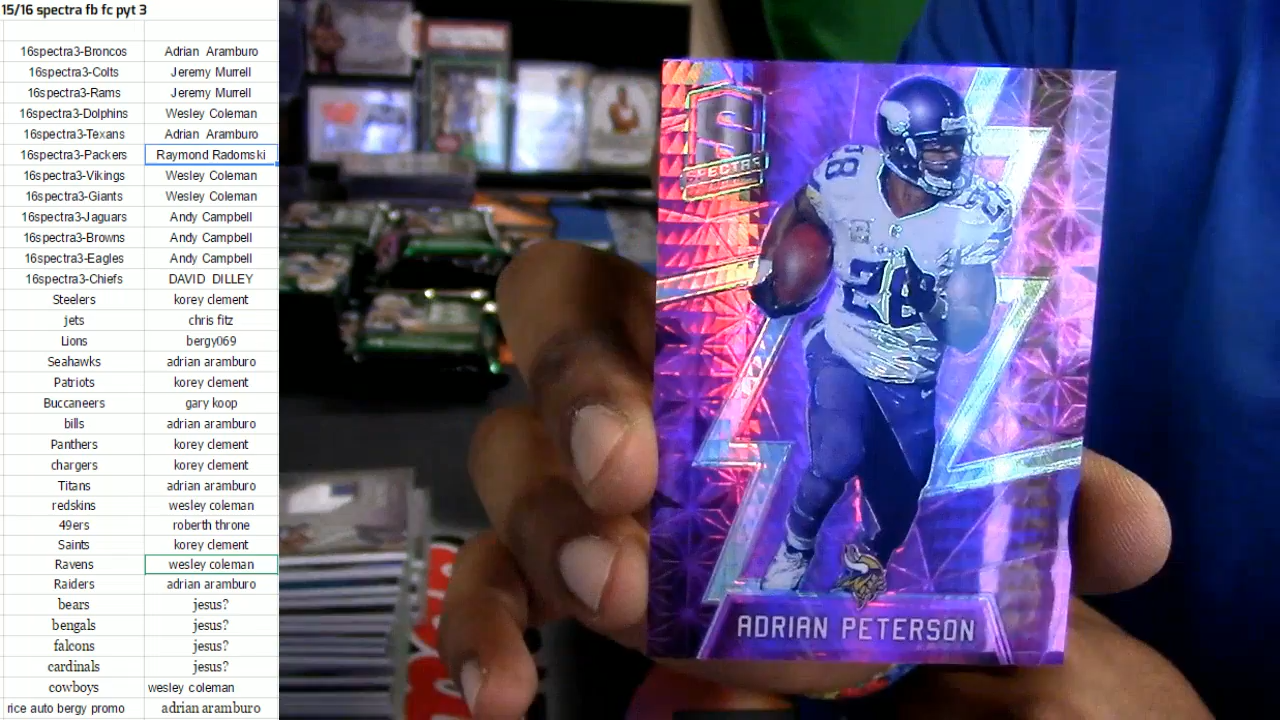 15/16 spectra fb fc pyt 3
16spectra3-Broncos Adrian Aramburo
16spectra3-Colts Jeremy Murrell
16spectra3-Rams Jeremy Murrell
16spectra3-Dolphins Wesley Coleman
16spectra3-Texans Adrian Aramburo
16spectra3-Packers Raymond Radomski
16spectra3-Vikings Wesley Coleman
16spectra3-Giants Wesley Coleman
16spectra3-Jaguars Andy Campbell
16spectra3-Browns Andy Campbell
16spectra3-Eagles Andy Campbell
16spectra3-Chiefs DAVID DILLEY
Steelers korey clement
jets chris fitz
Lions bergy069
Seahawks adrian aramburo
Patriots korey clement
Buccaneers gary koop
bills adrian aramburo
Panthers korey clement
chargers korey clement
Titans adrian aramburo
redskins wesley coleman
49ers roberth throne
Saints korey clement
Ravens wesley coleman
Raiders adrian aramburo
bears jesus?
bengals jesus?
falcons jesus?
cardinals jesus?
cowboys wesley coleman
rice auto bergy promo adrian aramburo
S
SPECTRA
28
28
28
ADRIAN PETERSON